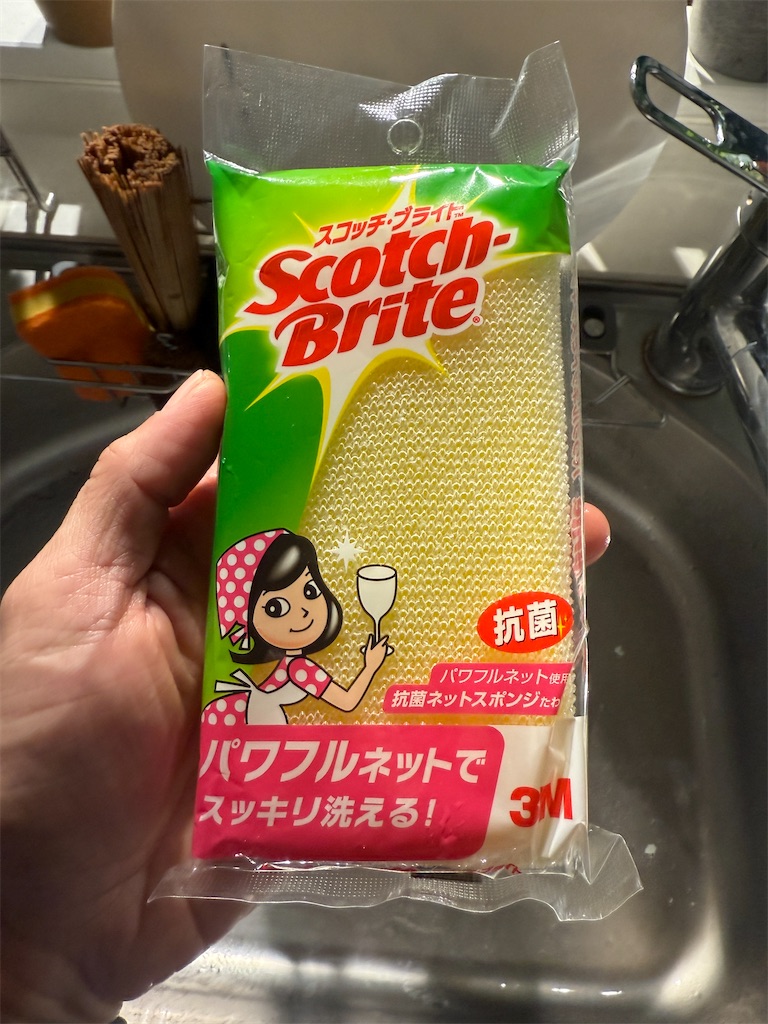 スコッチ・ブライト™
Scotch-
Brite®
抗菌
パワフルネット使用
抗菌ネットスポンジたわ
パワフルネットで
スッキリ洗える!
3M